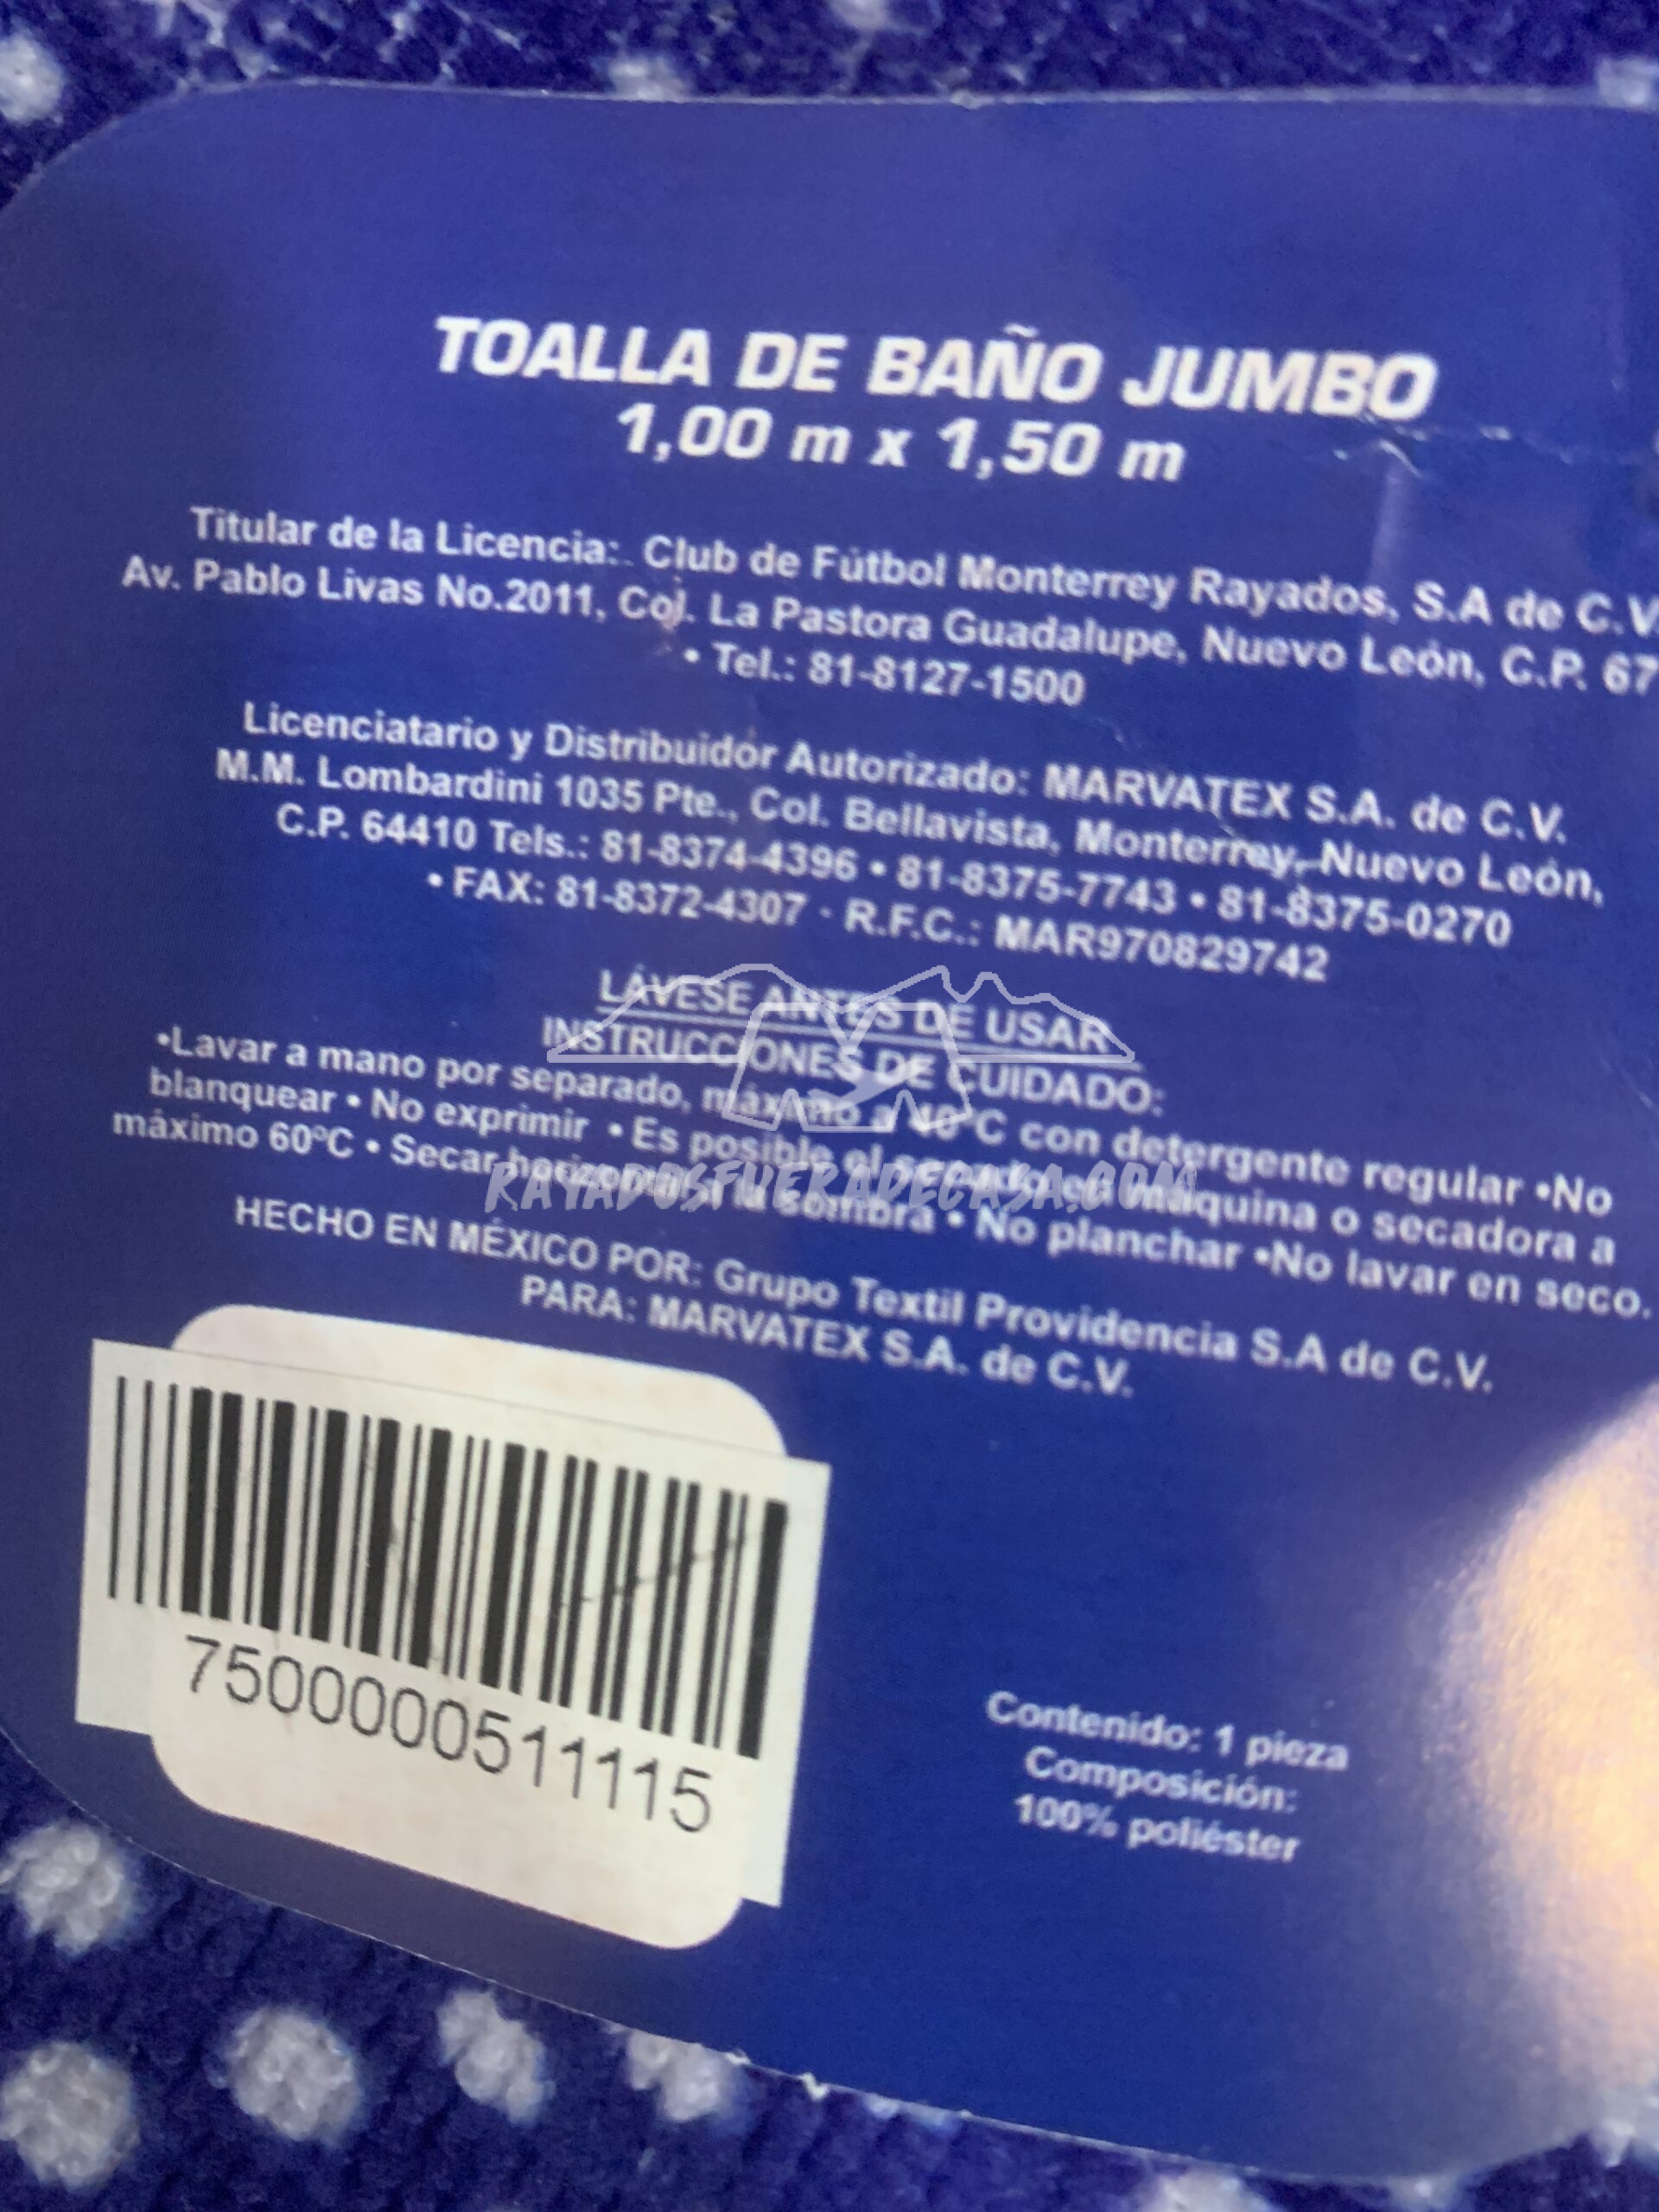 TOALLA DE BAÑO JUMBO
1,00 m x 1,50 m
Titular de la Licencia: Club de Fútbol Monterrey Rayados, S.A de C.V.
Av. Pablo Livas No.2011, Col. La Pastora Guadalupe, Nuevo León, C.P. 67
• Tel.: 81-8127-1500
Licenciatario y Distribuidor Autorizado: MARVATEX S.A. de C.V.
M.M. Lombardini 1035 Pte., Col. Bellavista, Monterrey, Nuevo León,
C.P. 64410 Tels.: 81-8374-4396 • 81-8375-7743 • 81-8375-0270
• FAX: 81-8372-4307 · R.F.C.: MAR970829742
LÁVESE ANTES DE USAR
INSTRUCCIONES DE CUIDADO:
•Lavar a mano por separado, máximo a 40°C con detergente regular •No
blanquear • No exprimir • Es posible el secado en máquina o secadora a
máximo 60°C • Secar horizontal la sombra • No planchar •No lavar en seco.
RAYADOSFUERADECASA.COM
HECHO EN MÉXICO POR: Grupo Textil Providencia S.A de C.V.
PARA: MARVATEX S.A. de C.V.
7500000511115
Contenido: 1 pieza
Composición:
100% poliéster